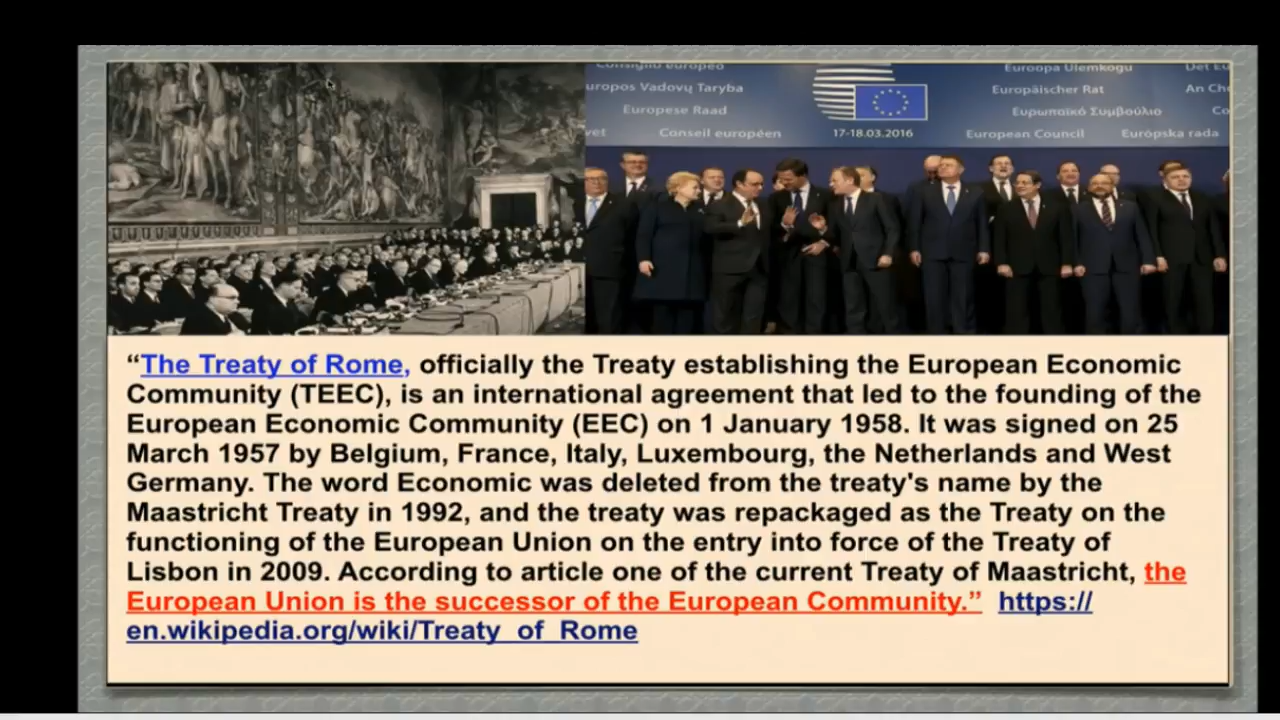 Consiglio europeo
Euroopa Ülemkogu
uropos Vadovų Taryba
Europäischer Rat
Europese Raad
Ευρωπαϊκό Συμβούλιο
Conseil européen
17-18.03.2016
European Council
Európska rada
“The Treaty of Rome, officially the Treaty establishing the European Economic
Community (TEEC), is an international agreement that led to the founding of the
European Economic Community (EEC) on 1 January 1958. It was signed on 25
March 1957 by Belgium, France, Italy, Luxembourg, the Netherlands and West
Germany. The word Economic was deleted from the treaty's name by the
Maastricht Treaty in 1992, and the treaty was repackaged as the Treaty on the
functioning of the European Union on the entry into force of the Treaty of
Lisbon in 2009. According to article one of the current Treaty of Maastricht, the
European Union is the successor of the European Community.” https://
en.wikipedia.org/wiki/Treaty_of_Rome